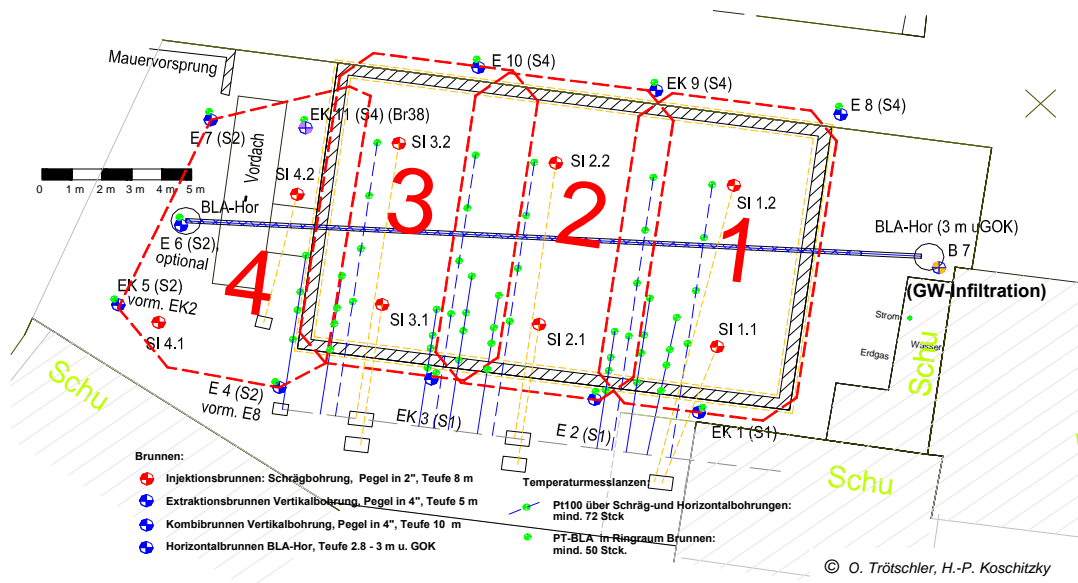 E 10 (S4)
Mauervorsprung
EK 9 (S4)
E 8 (S4)
EK 11 (S4) (Br38)
E 7 (S2)
SI 3.2
SI 2.2
Vordach
SI 4.2
SI 1.2
0 1 m 2 m 3 m 4 m 5 m
3
2
1
4
BLA-Hor
BLA-Hor (3 m uGOK)
E 6 (S2),
optional
B 7
(GW-Infiltration)
EK 5 (S2)
vorm. EK2
SI 4.1
SI 3.1
SI 2.1
SI 1.1
Strom
Wasser
Erdgas
Schu
Schu
Schu
E 4 (S2)
vorm. E8
EK 3 (S1)
E 2 (S1)
EK 1 (S1)
Brunnen:
Injektionsbrunnen: Schrägbohrung, Pegel in 2", Teufe 8 m
Extraktionsbrunnen Vertikalbohrung, Pegel in 4", Teufe 5 m
Kombibrunnen Vertikalbohrung, Pegel in 4", Teufe 10 m
Horizontalbrunnen BLA-Hor, Teufe 2.8 - 3 m u. GOK
Temperaturmesslanzen:
Pt100 über Schräg-und Horizontalbohrungen:
mind. 72 Stck
PT-BLA in Ringraum Brunnen:
mind. 50 Stck.
© O. Trötschler, H.-P. Koschitzky